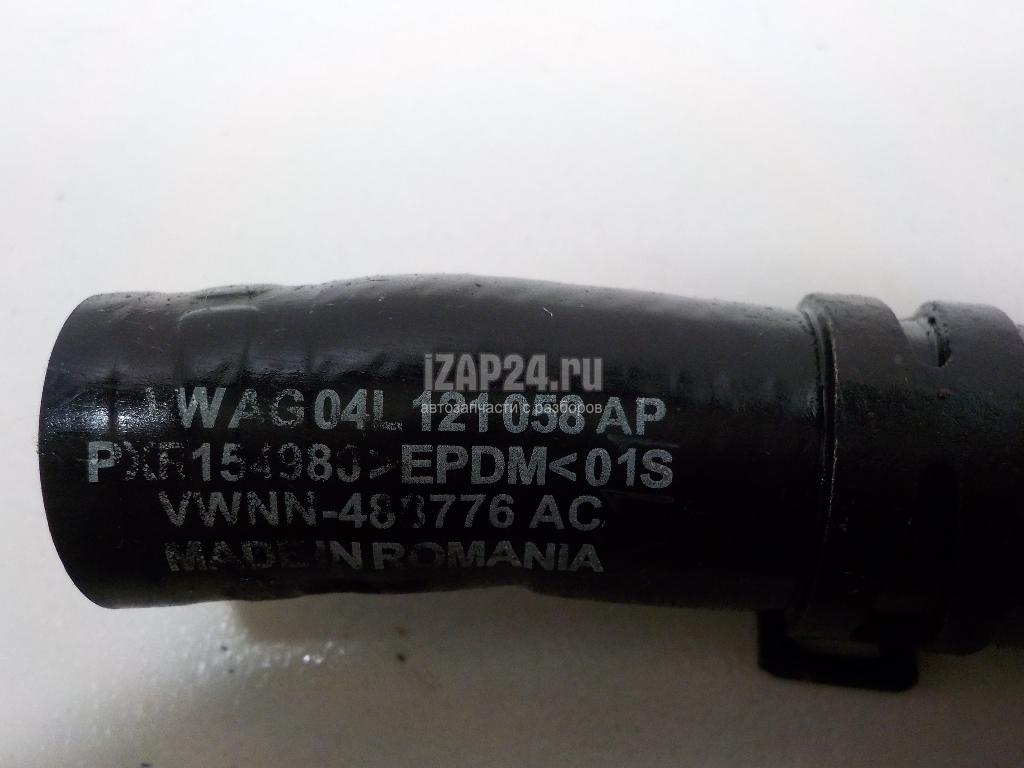 iZAP24.ru
WAG 04L 121 058 AP
автозапчасти с разборов
>EPDM< 01S
AC
MADE IN ROMANIA